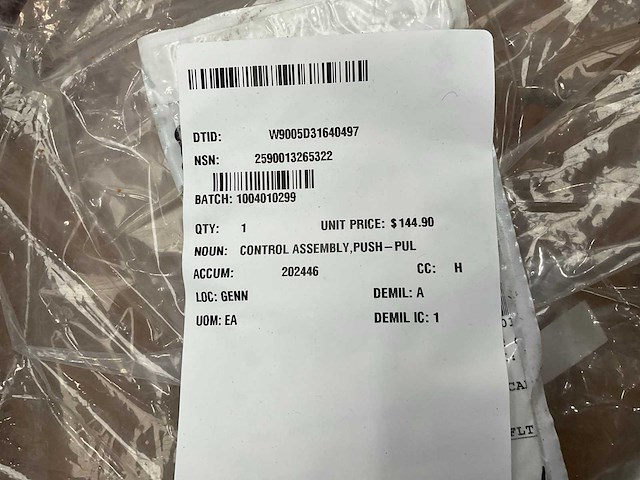 DTID: W9005D31640497
NSN: 2590013265322
BATCH: 1004010299
QTY: 1 UNIT PRICE: $144.90
NOUN: CONTROL ASSEMBLY,PUSH-PUL
ACCUM: 202446 CC: H
LOC: GENN DEMIL: A
UOM: EA DEMIL IC: 1
FLT